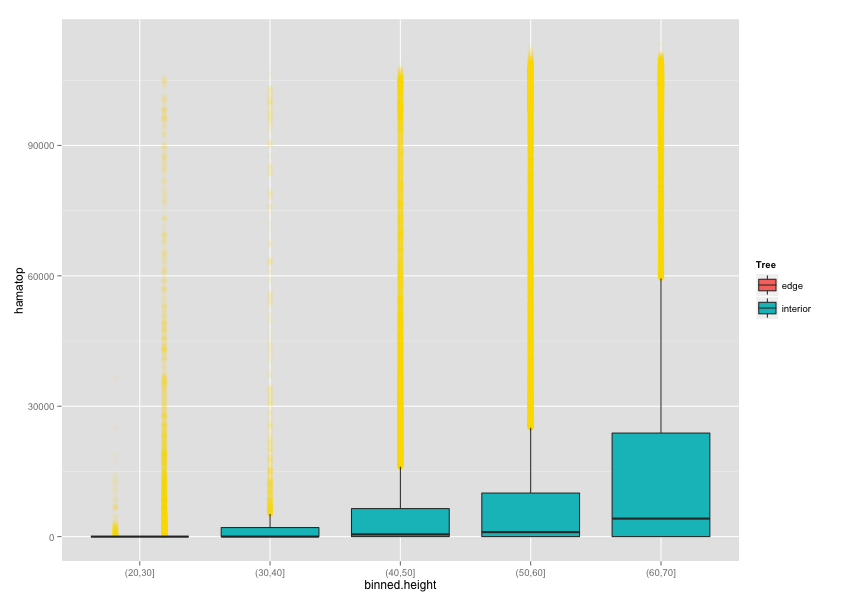 90000
60000
30000
0
hamatop
(20,30]
(30,40]
(40,50]
(50,60]
(60,70]
binned.height
Tree
edge
interior